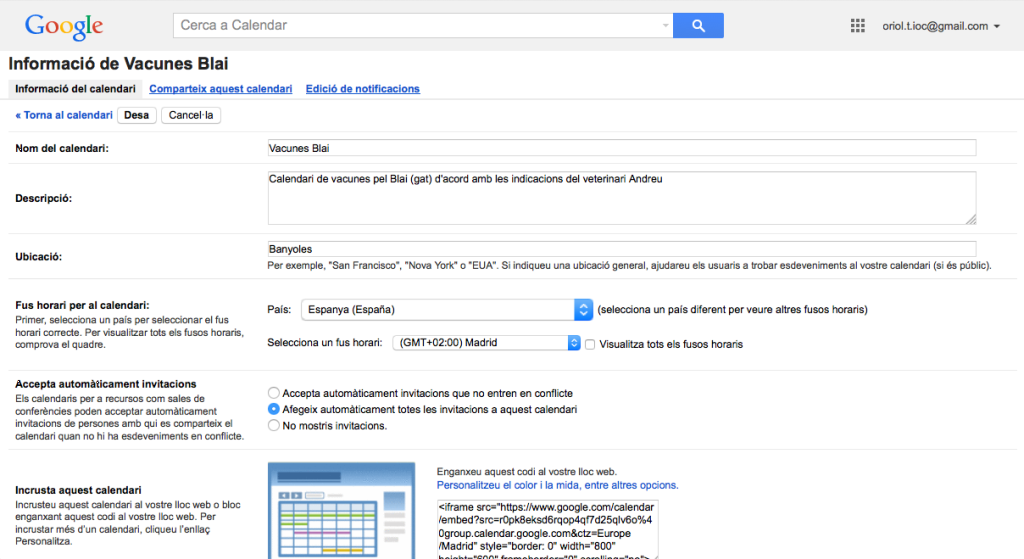 Google
Cerca a Calendar
oriol.t.ioc@gmail.com
Informació de Vacunes Blai
Informació del calendari Comparteix aquest calendari Edició de notificacions
« Torna al calendari Desa Cancel·la
Nom del calendari: Vacunes Blai
Descripció: Calendari de vacunes pel Blai (gat) d'acord amb les indicacions del veterinari Andreu
Ubicació: Banyoles
Per exemple, "San Francisco", "Nova York" o "EUA". Si indiqueu una ubicació general, ajudareu els usuaris a trobar esdeveniments al vostre calendari (si és públic).
Fus horari per al calendari:
Primer, selecciona un país per seleccionar el fus
horari correcte. Per visualitzar tots els fusos horaris,
comprova el quadre.
País: Espanya (España) (selecciona un país diferent per veure altres fusos horaris)
Selecciona un fus horari: (GMT+02:00) Madrid Visualitza tots els fusos horaris
Accepta automàticament invitacions
Els calendaris per a recursos com sales de
conferències poden acceptar automàticament
invitacions de persones amb qui es comparteix el
calendari quan no hi ha esdeveniments en conflicte.
Accepta automàticament invitacions que no entren en conflicte
Afegeix automàticament totes les invitacions a aquest calendari
No mostris invitacions.
Incrusta aquest calendari
Incrusteu aquest calendari al vostre lloc web o bloc
enganxant aquest codi al vostre lloc web. Per
incrustar més d'un calendari, cliqueu l'enllaç
Personalitza.
Enganxeu aquest codi al vostre lloc web.
Personalitzeu el color i la mida, entre altres opcions.
<iframe src="https://www.google.com/calendar
/embed?src=r0pk8eksd6rqop4qf7d25qlv6o%4
0group.calendar.google.com&ctz=Europe
/Madrid" style="border: 0" width="800"
height="600" frameborder="0" scrolling="no">